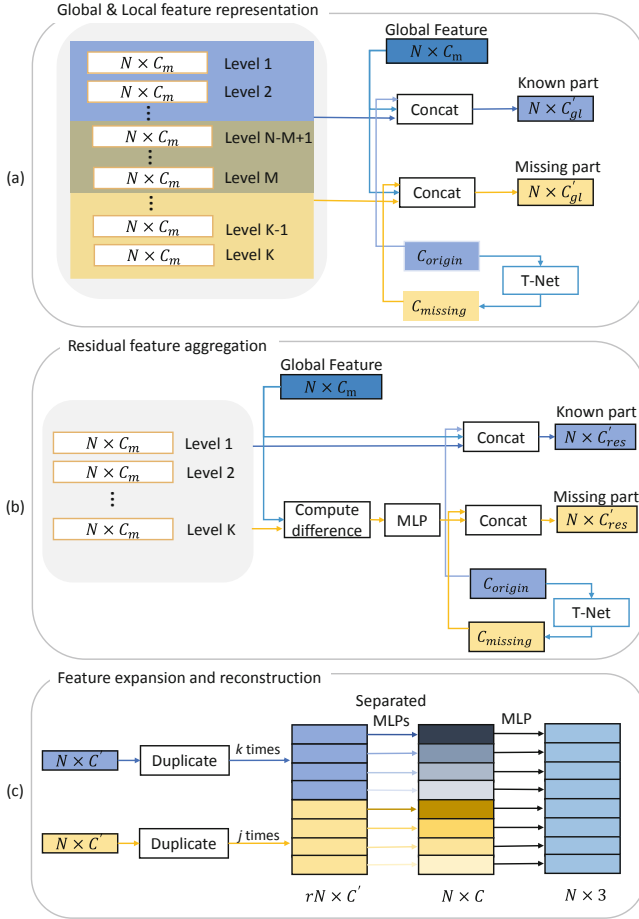 Global & Local feature representation
Global Feature
N × C_m
N × C_m Level 1
N × C_m Level 2
Known part
Concat
N × C'_gl
N × C_m Level N-M+1
Missing part
(a)
N × C_m Level M
Concat
N × C'_gl
N × C_m Level K-1
N × C_m Level K
C_origin
T-Net
C_missing
Residual feature aggregation
Global Feature
N × C_m
Known part
N × C_m Level 1
Concat
N × C'_res
N × C_m Level 2
Missing part
(b)
N × C_m Level K
Compute
difference
MLP
Concat
N × C'_res
C_origin
T-Net
C_missing
Feature expansion and reconstruction
Separated
MLPs
MLP
N × C' Duplicate k times
(c)
N × C' Duplicate j times
rN × C' N × C N × 3